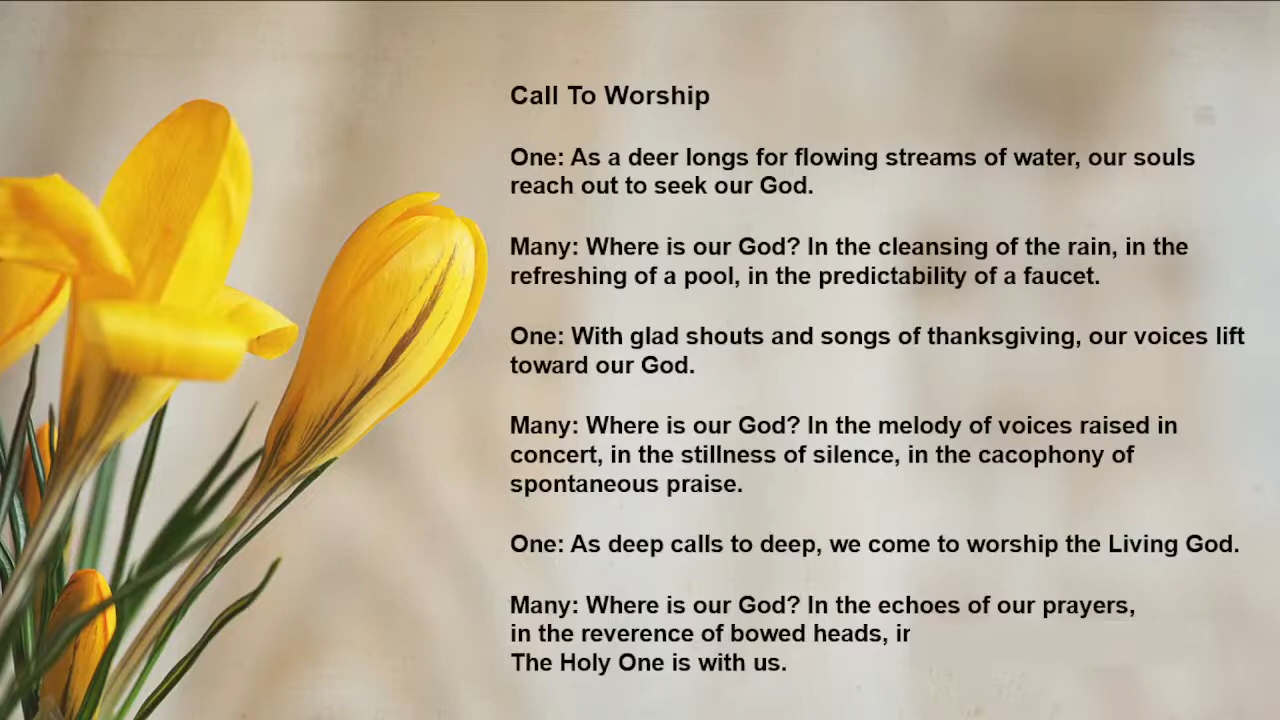 Call To Worship
One: As a deer longs for flowing streams of water, our souls
reach out to seek our God.
Many: Where is our God? In the cleansing of the rain, in the
refreshing of a pool, in the predictability of a faucet.
One: With glad shouts and songs of thanksgiving, our voices lift
toward our God.
Many: Where is our God? In the melody of voices raised in
concert, in the stillness of silence, in the cacophony of
spontaneous praise.
One: As deep calls to deep, we come to worship the Living God.
Many: Where is our God? In the echoes of our prayers,
in the reverence of bowed heads,
The Holy One is with us.